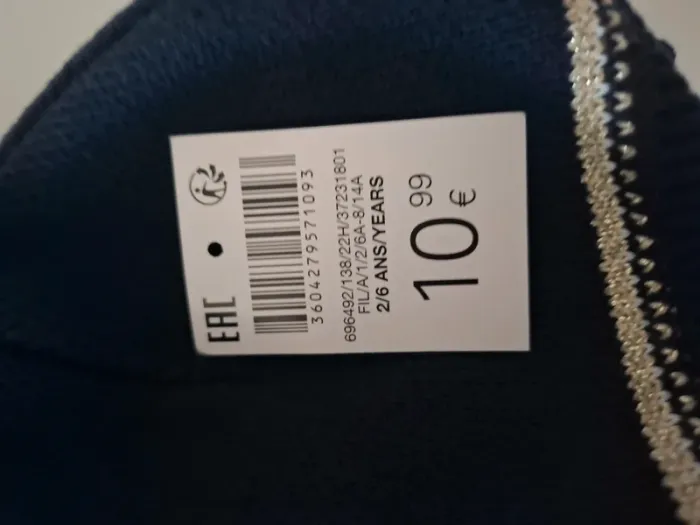 EAC
3604279571093
696492/138/22H/37231801
FIL/A/1/2/6A-8/14A
2/6 ANS/YEARS
10 99 €